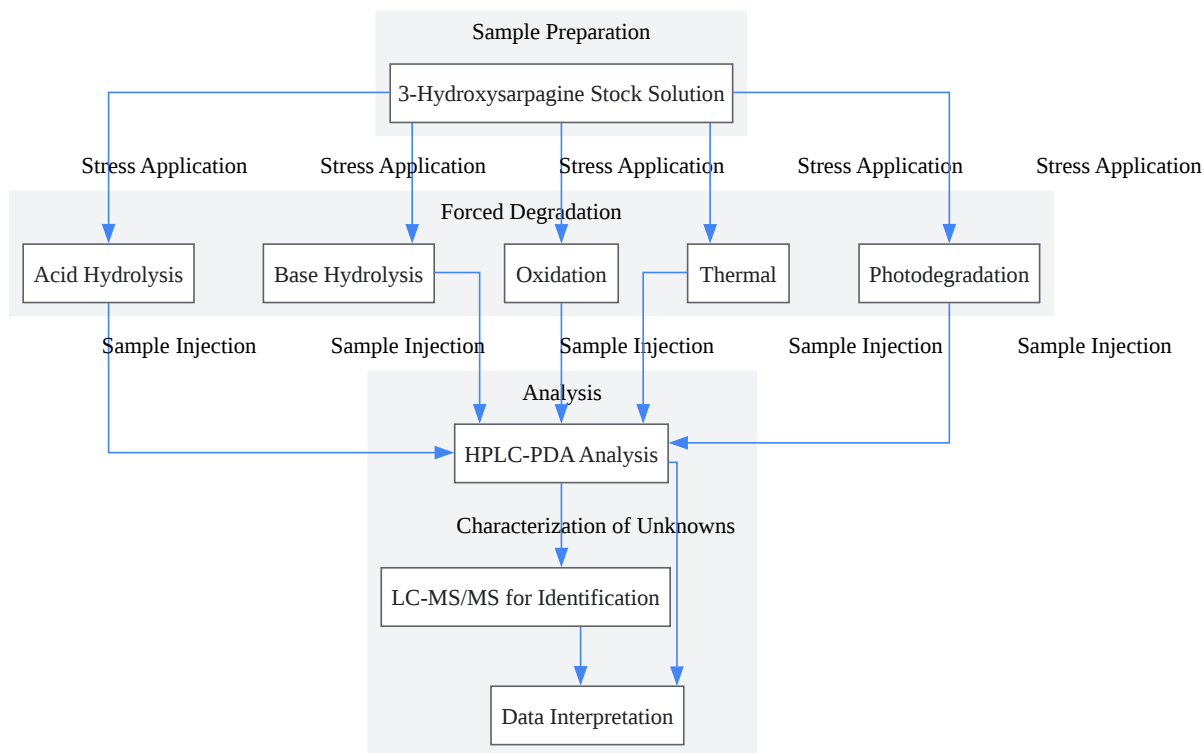 Sample Preparation
3-Hydroxysarpagine Stock Solution
Stress Application
Stress Application
Stress Application
Stress Application
Stress Application
Forced Degradation
Acid Hydrolysis
Base Hydrolysis
Oxidation
Thermal
Photodegradation
Sample Injection
Sample Injection
Sample Injection
Sample Injection
Sample Injection
Analysis
HPLC-PDA Analysis
Characterization of Unknowns
LC-MS/MS for Identification
Data Interpretation